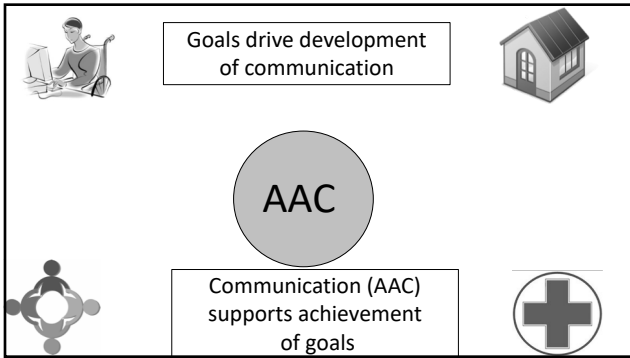 Goals drive development
of communication
AAC
Communication (AAC)
supports achievement
of goals